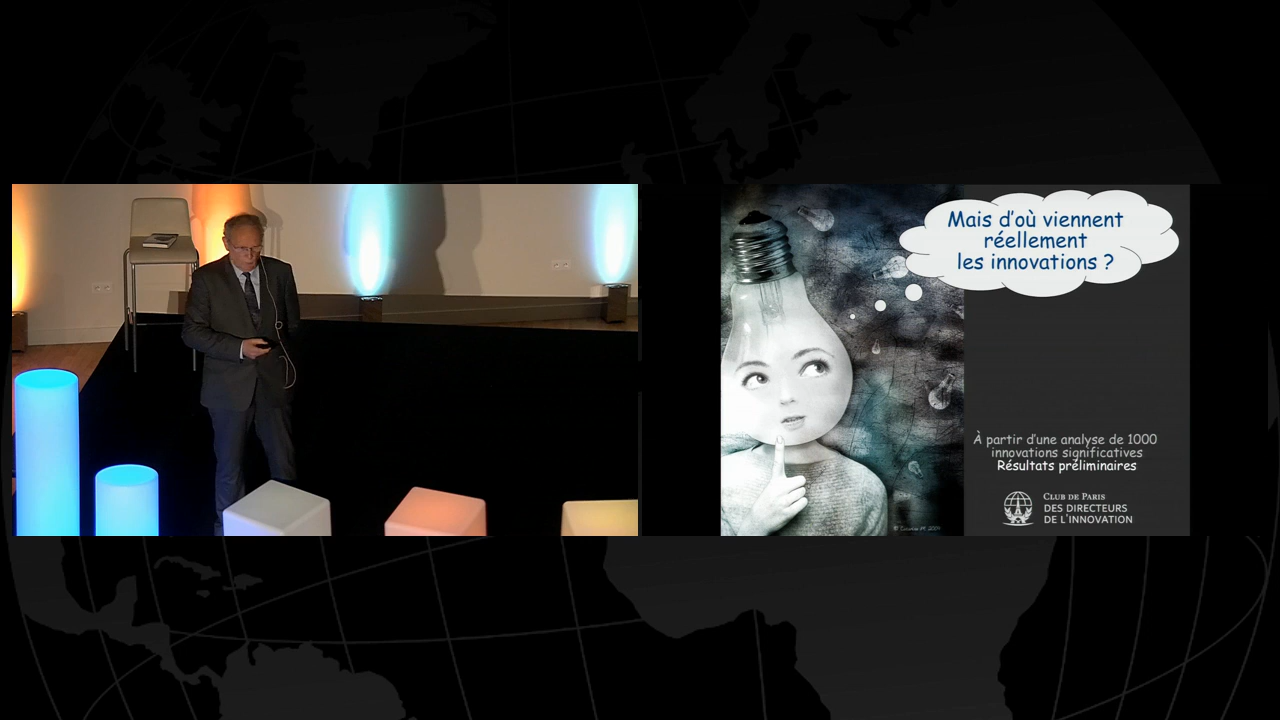 Mais d'où viennent
réellement
les innovations ?
À partir d'une analyse de 1000
innovations significatives
Résultats préliminaires
CLUB DE PARIS
DES DIRECTEURS
DE L'INNOVATION